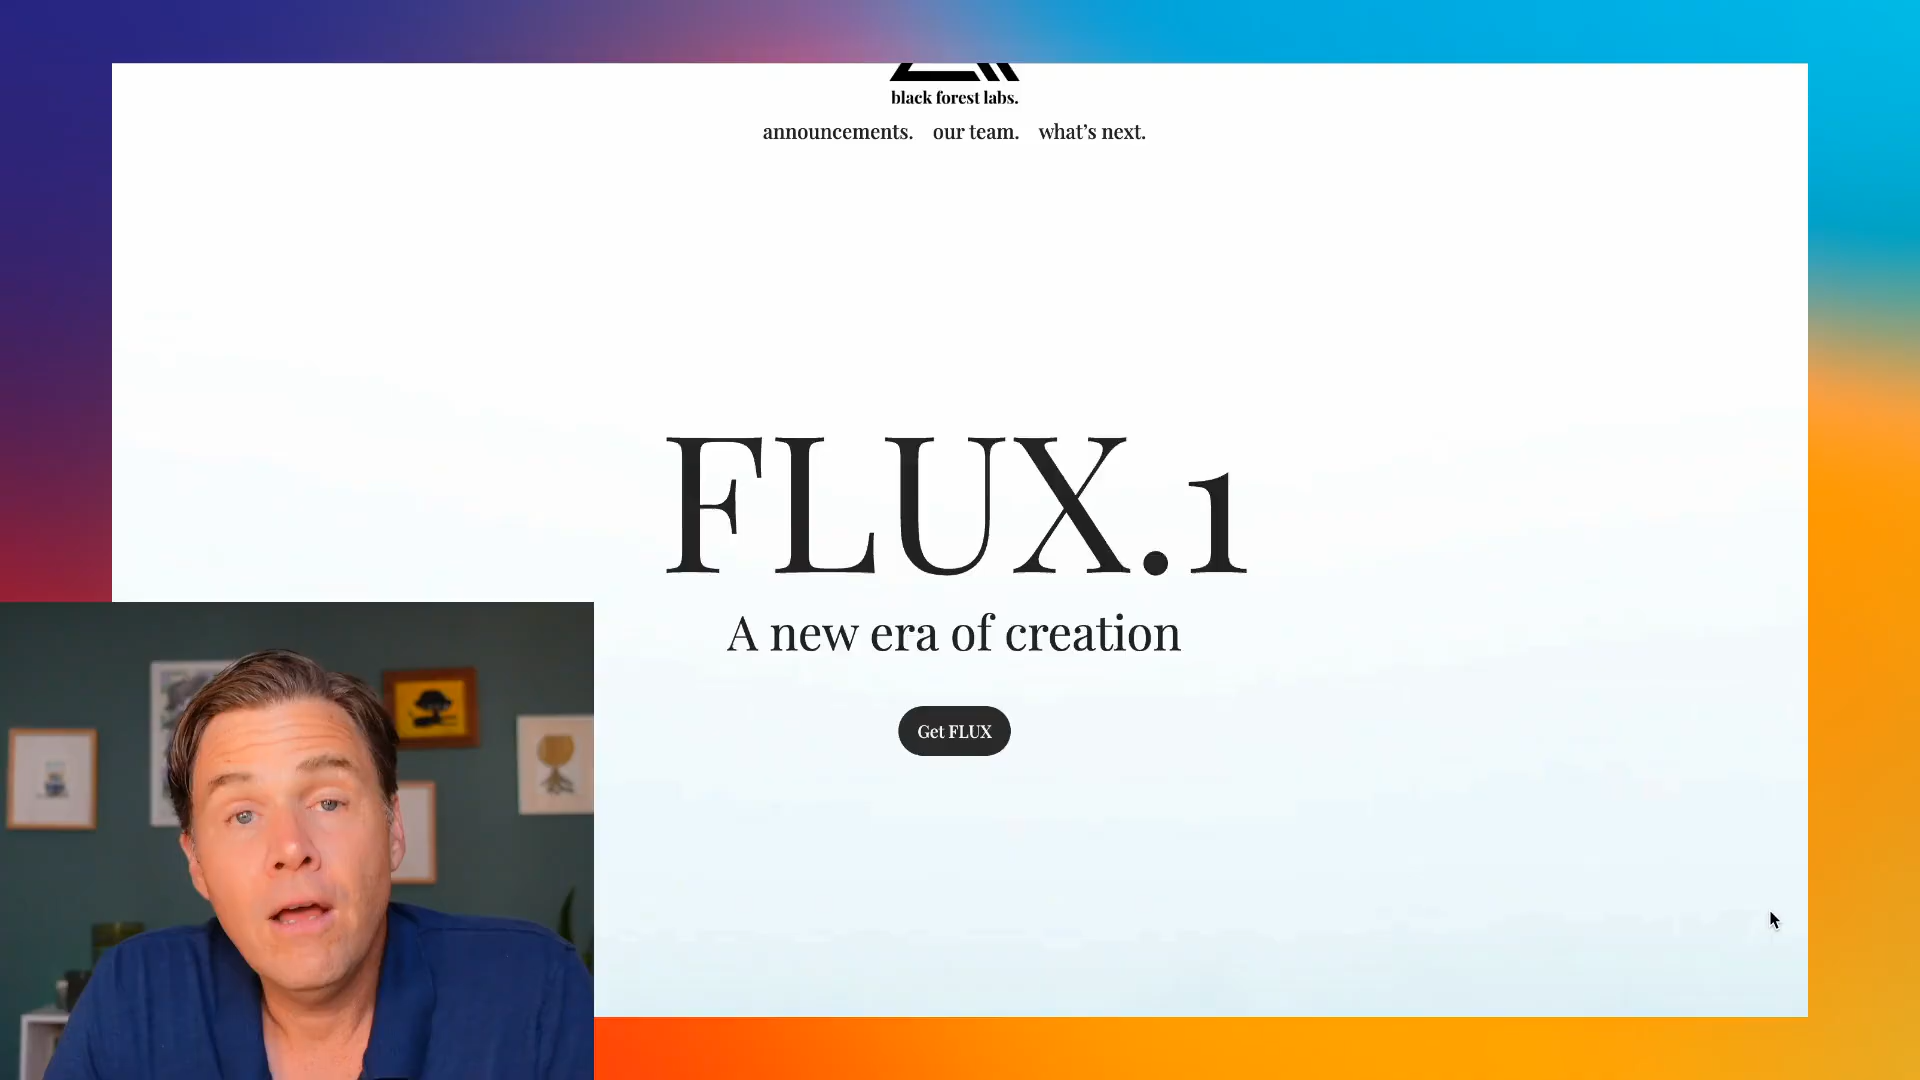 black forest labs.
announcements. our team. what's next.
FLUX.1
A new era of creation
Get FLUX